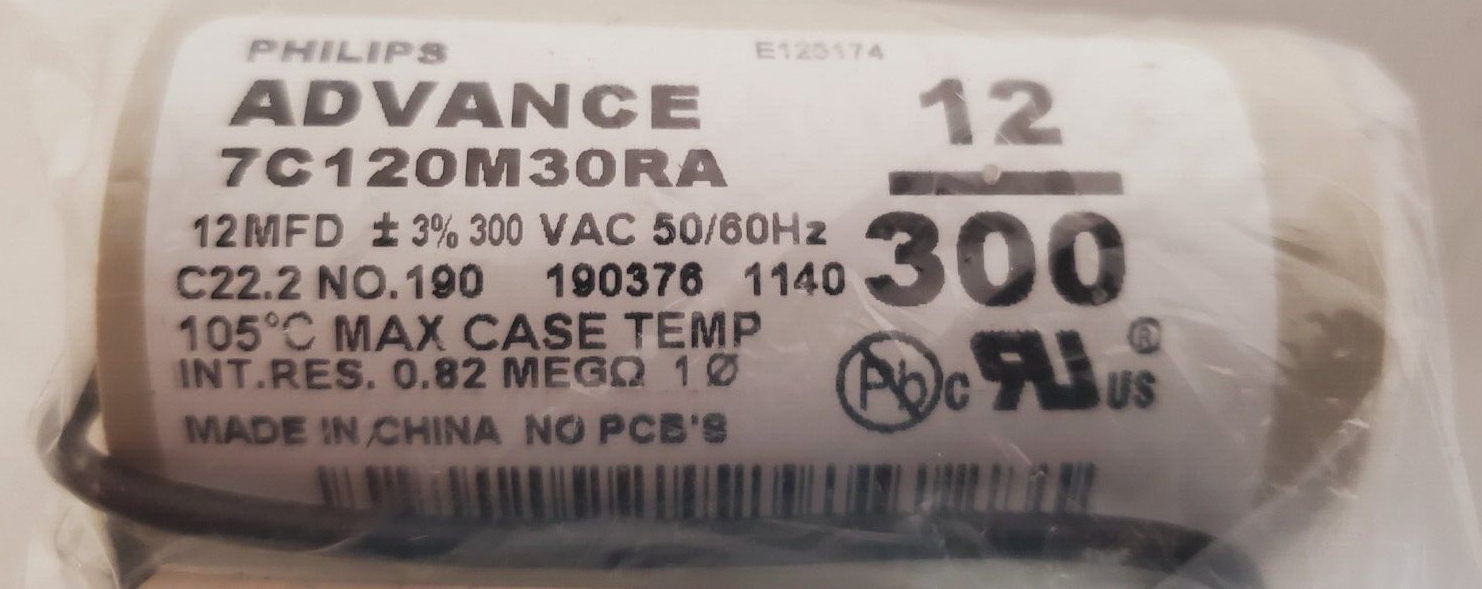 PHILIPS
ADVANCE
7C120M30RA
12MFD ± 3% 300 VAC 50/60Hz
C22.2 NO.190 190376 1140
105°C MAX CASE TEMP
INT.RES. 0.82 MEGΩ 1 Ø
MADE IN CHINA NO PCB'S
12
300
Pb
C RU ® US